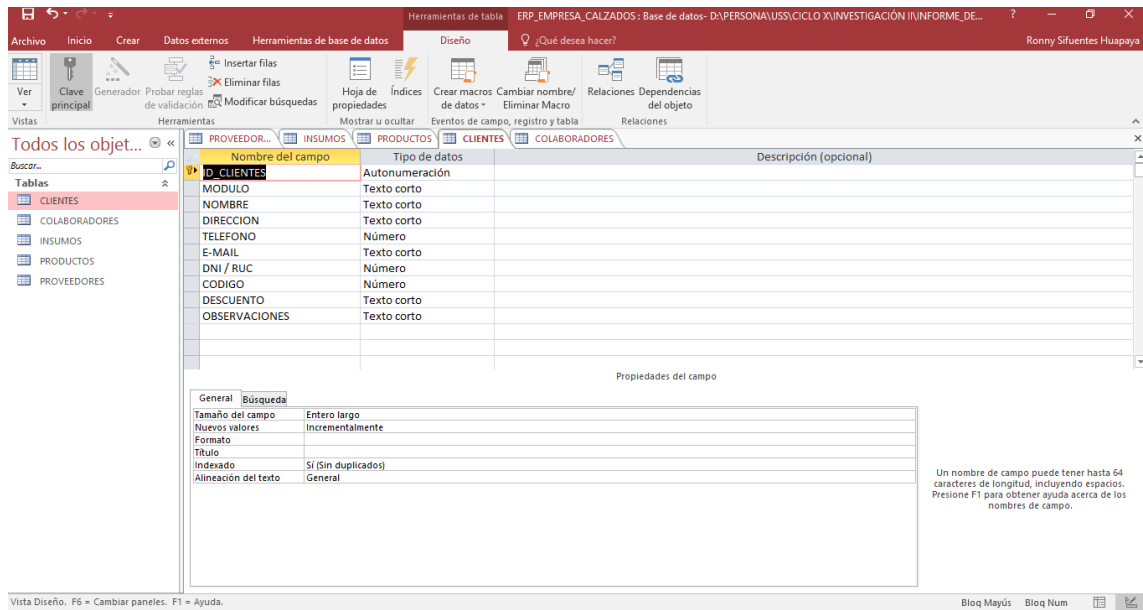 Herramientas de tabla ERP_EMPRESA_CALZADOS : Base de datos- D:\PERSONA\USS\CICLO X\INVESTIGACIÓN II\INFORME_DE... ?
Archivo Inicio Crear Datos externos Herramientas de base de datos Diseño ¿Qué desea hacer? Ronny Sifuentes Huapaya
Ver
Clave principal
Generador
Probar reglas de validación
Insertar filas
Eliminar filas
Modificar búsquedas
Hoja de propiedades
Índices
Crear macros de datos
Cambiar nombre/ Eliminar Macro
Relaciones
Dependencias del objeto
Vistas Herramientas Mostrar u ocultar Eventos de campo, registro y tabla Relaciones
Todos los objet... «
Buscar...
Tablas
CLIENTES
COLABORADORES
INSUMOS
PRODUCTOS
PROVEEDORES
PROVEEDOR... INSUMOS PRODUCTOS CLIENTES COLABORADORES
Nombre del campo Tipo de datos Descripción (opcional)
ID_CLIENTES Autonumeración
MODULO Texto corto
NOMBRE Texto corto
DIRECCION Texto corto
TELEFONO Número
E-MAIL Texto corto
DNI / RUC Número
CODIGO Número
DESCUENTO Texto corto
OBSERVACIONES Texto corto
Propiedades del campo
General Búsqueda
Tamaño del campo Entero largo
Nuevos valores Incrementalmente
Formato
Título
Indexado Sí (Sin duplicados)
Alineación del texto General
Un nombre de campo puede tener hasta 64
caracteres de longitud, incluyendo espacios.
Presione F1 para obtener ayuda acerca de los
nombres de campo.
Vista Diseño. F6 = Cambiar paneles. F1 = Ayuda. Bloq Mayús Bloq Num